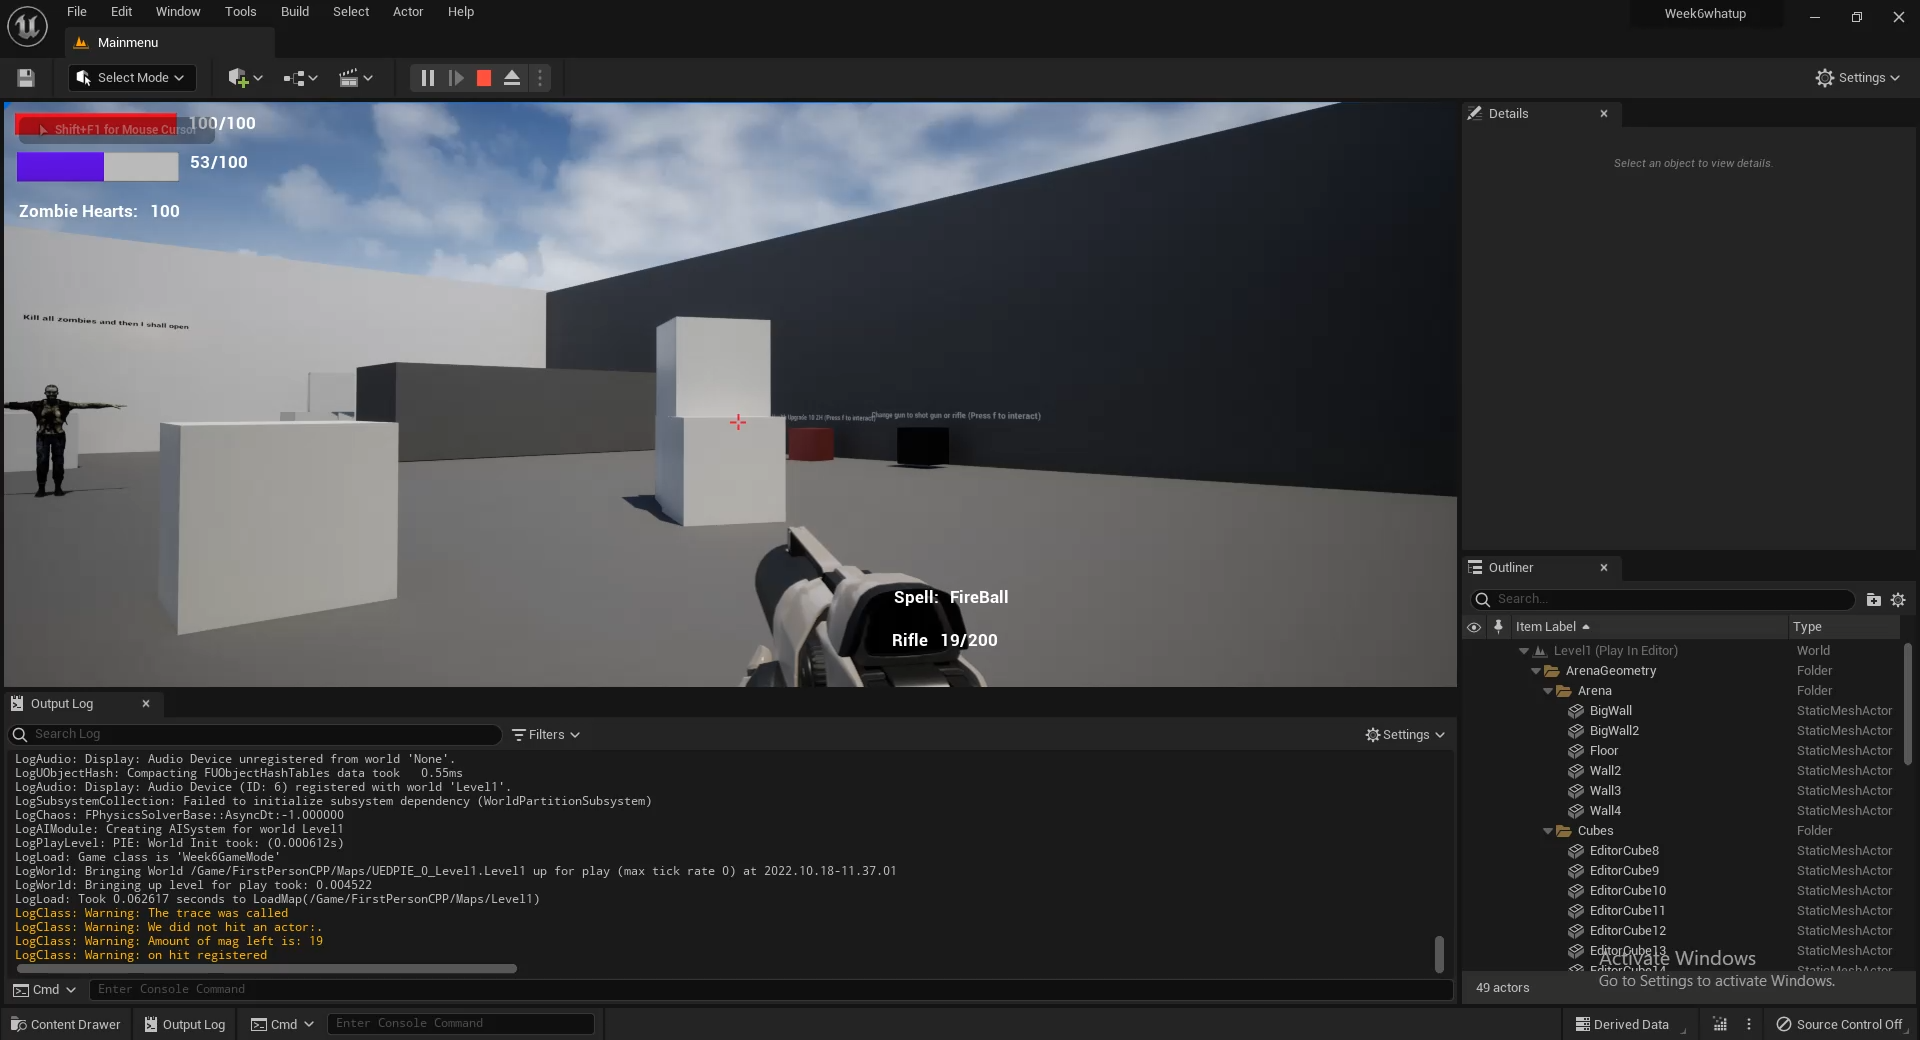 File Edit Window Tools Build Select Actor Help
Week6whatup
Mainmenu
Select Mode
Settings
Shift+F1 for Mouse Cursor
100/100
53/100
Zombie Hearts: 100
Kill all zombies and then I shall open
Upgrade 10 ZH (Press f to interact)
Change gun to shot gun or rifle (Press f to interact)
Spell: FireBall
Rifle 19/200
Details
Select an object to view details.
Outliner
Search...
Item Label Type
Level1 (Play In Editor) World
ArenaGeometry Folder
Arena Folder
BigWall StaticMeshActor
BigWall2 StaticMeshActor
Floor StaticMeshActor
Wall2 StaticMeshActor
Wall3 StaticMeshActor
Wall4 StaticMeshActor
Cubes Folder
EditorCube8 StaticMeshActor
EditorCube9 StaticMeshActor
EditorCube10 StaticMeshActor
EditorCube11 StaticMeshActor
EditorCube12 StaticMeshActor
EditorCube13 StaticMeshActor
EditorCube14 StaticMeshActor
49 actors
Activate Windows
Go to Settings to activate Windows.
Output Log
Search Log
Filters
Settings
LogAudio: Display: Audio Device unregistered from world 'None'.
LogUObjectHash: Compacting FUObjectHashTables data took   0.55ms
LogAudio: Display: Audio Device (ID: 6) registered with world 'Level1'.
LogSubsystemCollection: Failed to initialize subsystem dependency (WorldPartitionSubsystem)
LogChaos: FPhysicsSolverBase::AsyncDt:-1.000000
LogAIModule: Creating AISystem for world Level1
LogPlayLevel: PIE: World Init took: (0.000612s)
LogLoad: Game class is 'Week6GameMode'
LogWorld: Bringing World /Game/FirstPersonCPP/Maps/UEDPIE_0_Level1.Level1 up for play (max tick rate 0) at 2022.10.18-11.37.01
LogWorld: Bringing up level for play took: 0.004522
LogLoad: Took 0.062617 seconds to LoadMap(/Game/FirstPersonCPP/Maps/Level1)
LogClass: Warning: The trace was called
LogClass: Warning: We did not hit an actor:.
LogClass: Warning: Amount of mag left is: 19
LogClass: Warning: on hit registered
Cmd
Enter Console Command
Content Drawer
Output Log
Cmd
Enter Console Command
Derived Data
Source Control Off